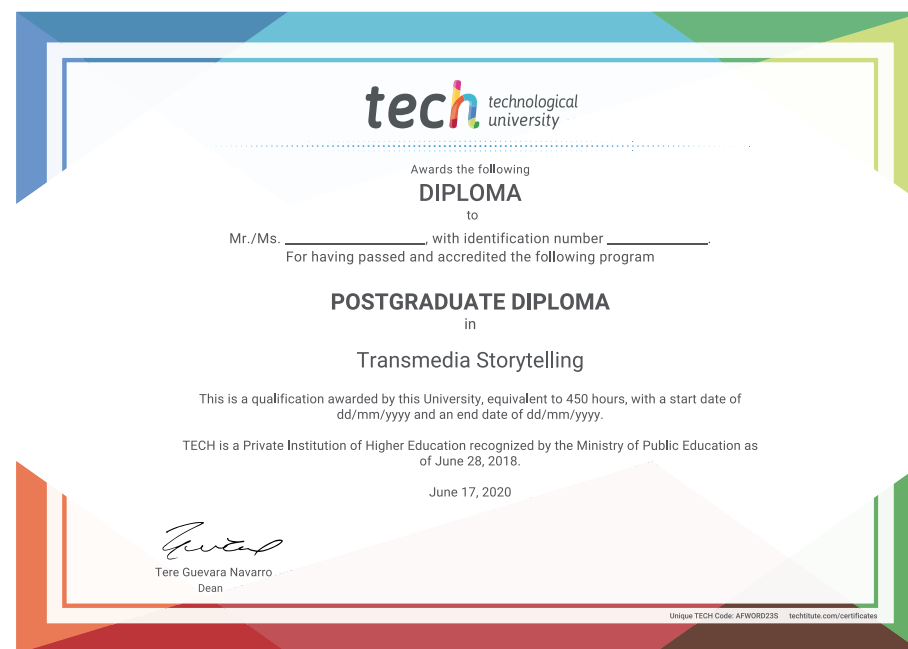 tech technological
university
Awards the following
DIPLOMA
to
Mr./Ms. ____________________, with identification number ______________.
For having passed and accredited the following program
POSTGRADUATE DIPLOMA
in
Transmedia Storytelling
This is a qualification awarded by this University, equivalent to 450 hours, with a start date of
dd/mm/yyyy and an end date of dd/mm/yyyy.
TECH is a Private Institution of Higher Education recognized by the Ministry of Public Education as
of June 28, 2018.
June 17, 2020
Tere Guevara Navarro
Dean
Unique TECH Code: AFWORD23S techtitute.com/certificates